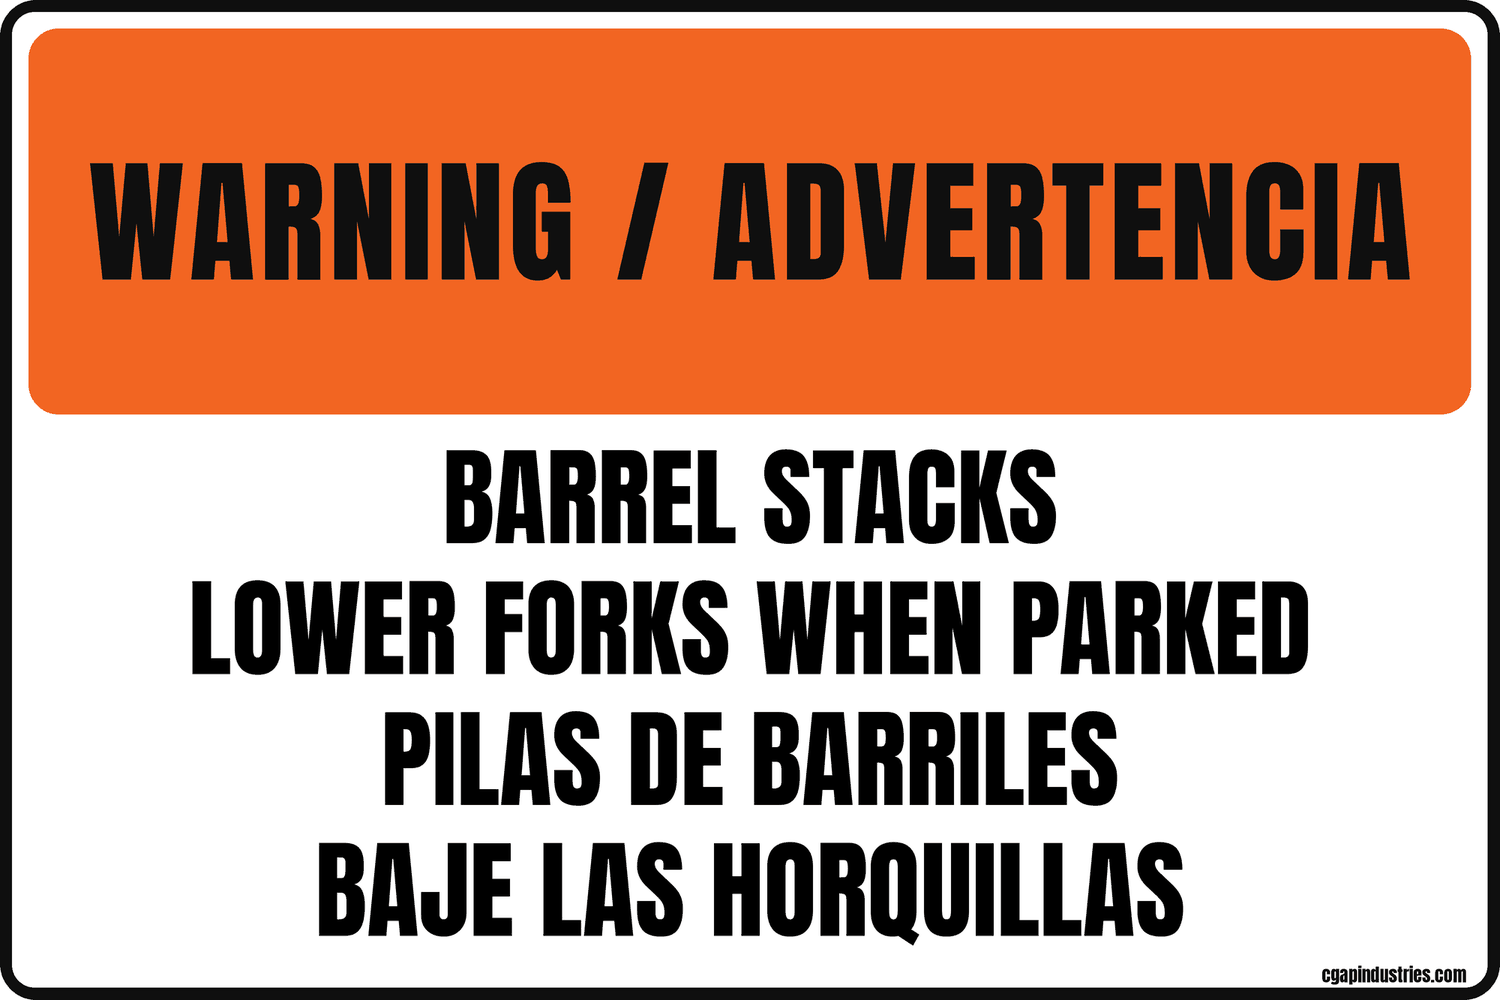 WARNING / ADVERTENCIA
BARREL STACKS
LOWER FORKS WHEN PARKED
PILAS DE BARRILES
BAJE LAS HORQUILLAS
cgapindustries.com